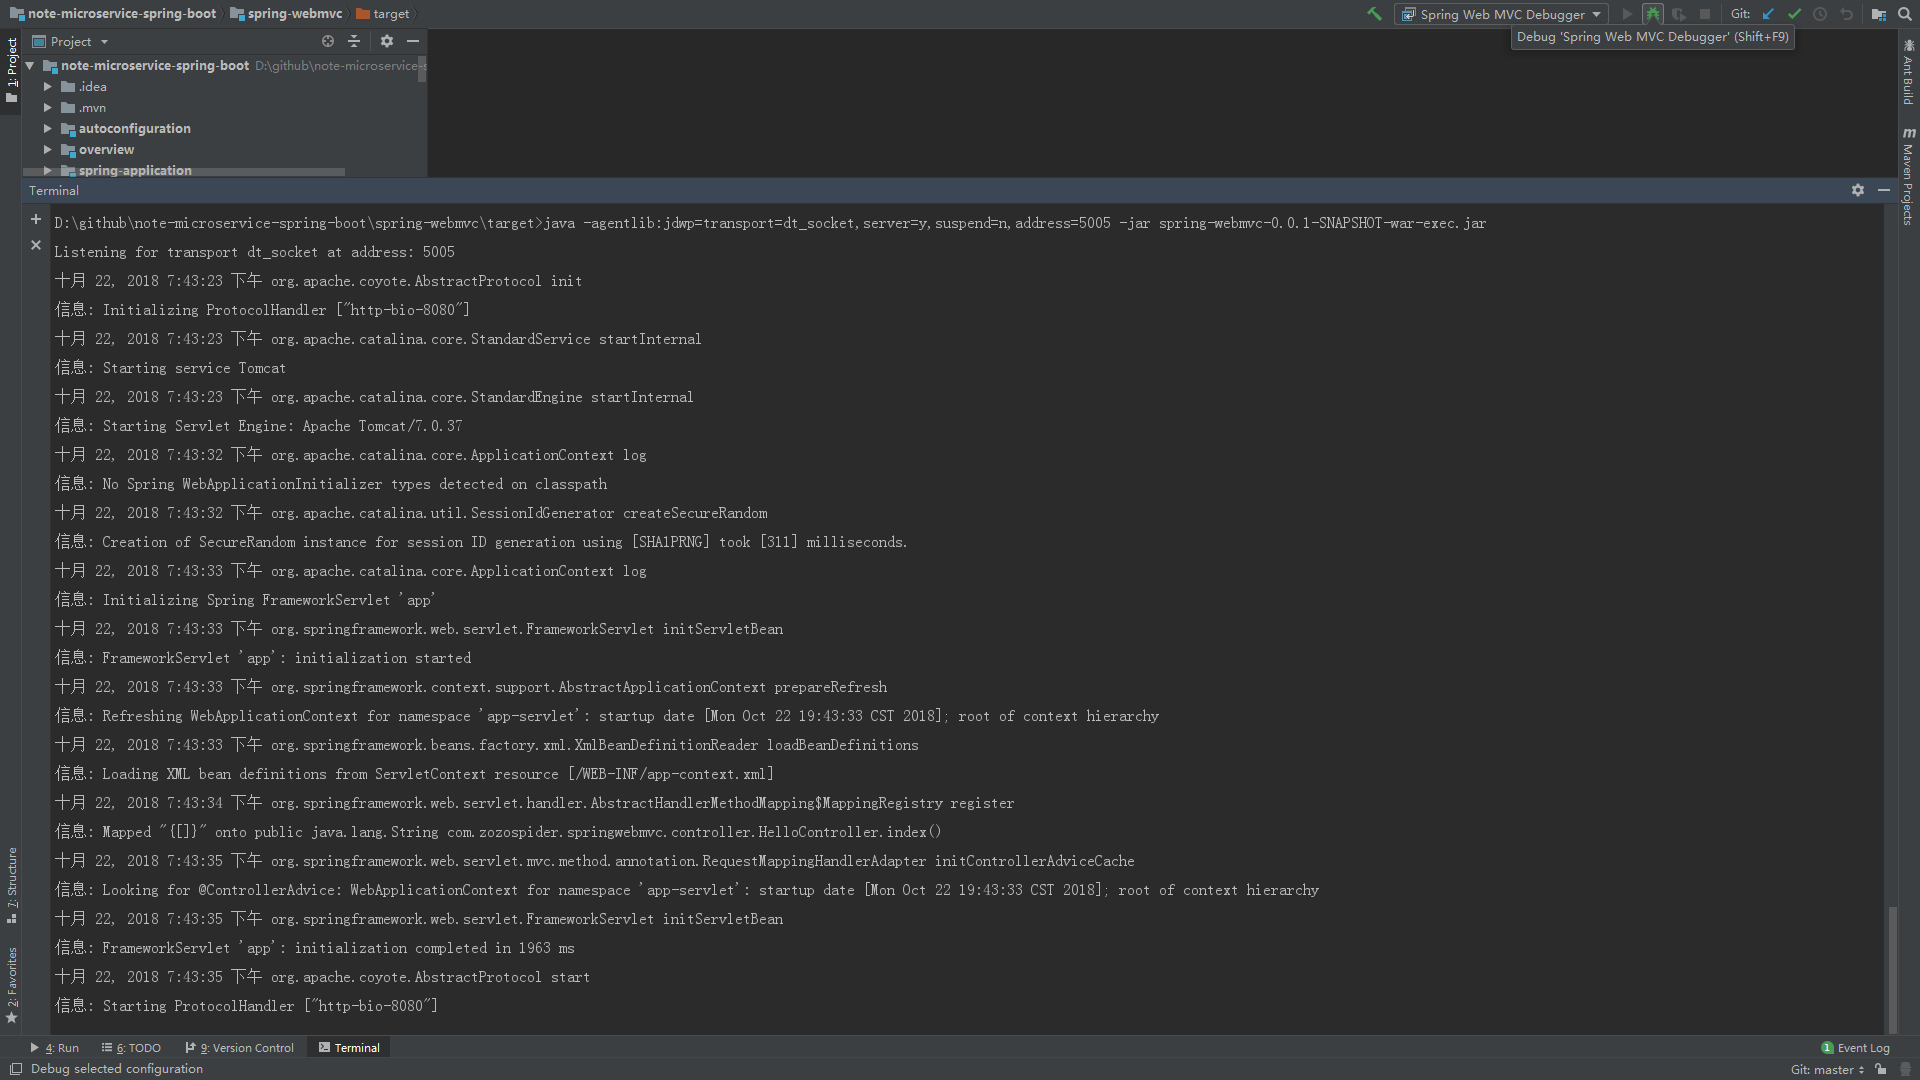 note-microservice-spring-boot spring-webmvc target
Spring Web MVC Debugger Git:
Debug 'Spring Web MVC Debugger' (Shift+F9)
Project
note-microservice-spring-boot D:\github\note-microservice-s
.idea
.mvn
autoconfiguration
overview
spring-application
1: Project
7: Structure
2: Favorites
Ant Build
Maven Projects
Terminal
D:\github\note-microservice-spring-boot\spring-webmvc\target>java -agentlib:jdwp=transport=dt_socket,server=y,suspend=n,address=5005 -jar spring-webmvc-0.0.1-SNAPSHOT-war-exec.jar
Listening for transport dt_socket at address: 5005
十月 22, 2018 7:43:23 下午 org.apache.coyote.AbstractProtocol init
信息: Initializing ProtocolHandler ["http-bio-8080"]
十月 22, 2018 7:43:23 下午 org.apache.catalina.core.StandardService startInternal
信息: Starting service Tomcat
十月 22, 2018 7:43:23 下午 org.apache.catalina.core.StandardEngine startInternal
信息: Starting Servlet Engine: Apache Tomcat/7.0.37
十月 22, 2018 7:43:32 下午 org.apache.catalina.core.ApplicationContext log
信息: No Spring WebApplicationInitializer types detected on classpath
十月 22, 2018 7:43:32 下午 org.apache.catalina.util.SessionIdGenerator createSecureRandom
信息: Creation of SecureRandom instance for session ID generation using [SHA1PRNG] took [311] milliseconds.
十月 22, 2018 7:43:33 下午 org.apache.catalina.core.ApplicationContext log
信息: Initializing Spring FrameworkServlet 'app'
十月 22, 2018 7:43:33 下午 org.springframework.web.servlet.FrameworkServlet initServletBean
信息: FrameworkServlet 'app': initialization started
十月 22, 2018 7:43:33 下午 org.springframework.context.support.AbstractApplicationContext prepareRefresh
信息: Refreshing WebApplicationContext for namespace 'app-servlet': startup date [Mon Oct 22 19:43:33 CST 2018]; root of context hierarchy
十月 22, 2018 7:43:33 下午 org.springframework.beans.factory.xml.XmlBeanDefinitionReader loadBeanDefinitions
信息: Loading XML bean definitions from ServletContext resource [/WEB-INF/app-context.xml]
十月 22, 2018 7:43:34 下午 org.springframework.web.servlet.handler.AbstractHandlerMethodMapping$MappingRegistry register
信息: Mapped "{[]}" onto public java.lang.String com.zozospider.springwebmvc.controller.HelloController.index()
十月 22, 2018 7:43:35 下午 org.springframework.web.servlet.mvc.method.annotation.RequestMappingHandlerAdapter initControllerAdviceCache
信息: Looking for @ControllerAdvice: WebApplicationContext for namespace 'app-servlet': startup date [Mon Oct 22 19:43:33 CST 2018]; root of context hierarchy
十月 22, 2018 7:43:35 下午 org.springframework.web.servlet.FrameworkServlet initServletBean
信息: FrameworkServlet 'app': initialization completed in 1963 ms
十月 22, 2018 7:43:35 下午 org.apache.coyote.AbstractProtocol start
信息: Starting ProtocolHandler ["http-bio-8080"]
4: Run 6: TODO 9: Version Control Terminal 1 Event Log
Debug selected configuration Git: master